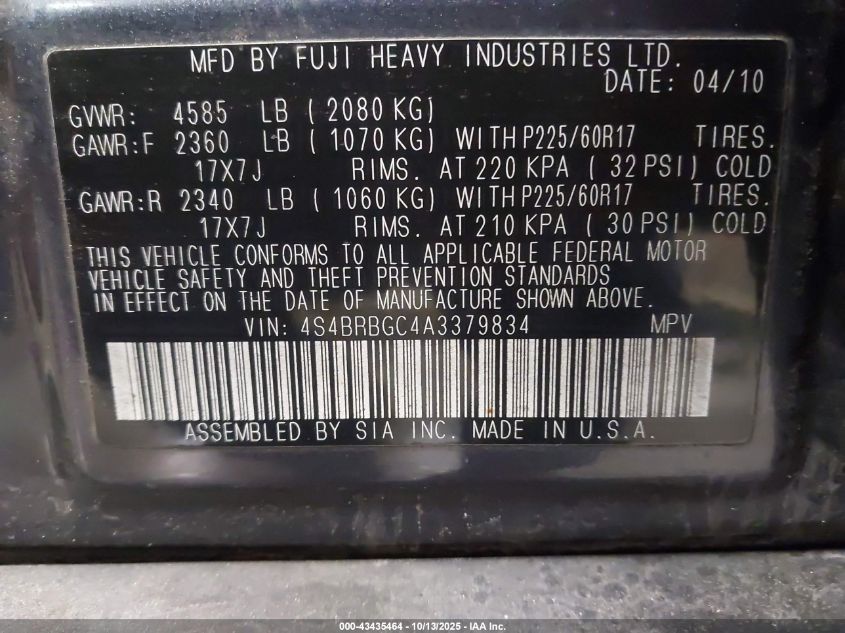 MFD BY FUJI HEAVY INDUSTRIES LTD.
DATE: 04/10
GVWR: 4585 LB ( 2080 KG)
GAWR:F 2360 LB ( 1070 KG) WITH P225/60R17 TIRES.
17X7J RIMS. AT 220 KPA ( 32 PSI) COLD
GAWR:R 2340 LB ( 1060 KG) WITH P225/60R17 TIRES.
17X7J RIMS. AT 210 KPA ( 30 PSI) COLD
THIS VEHICLE CONFORMS TO ALL APPLICABLE FEDERAL MOTOR
VEHICLE SAFETY AND THEFT PREVENTION STANDARDS
IN EFFECT ON THE DATE OF MANUFACTURE SHOWN ABOVE.
VIN: 4S4BRBGC4A3379834 MPV
ASSEMBLED BY SIA INC. MADE IN U.S.A.
000-43435464 - 10/13/2025 - IAA Inc.